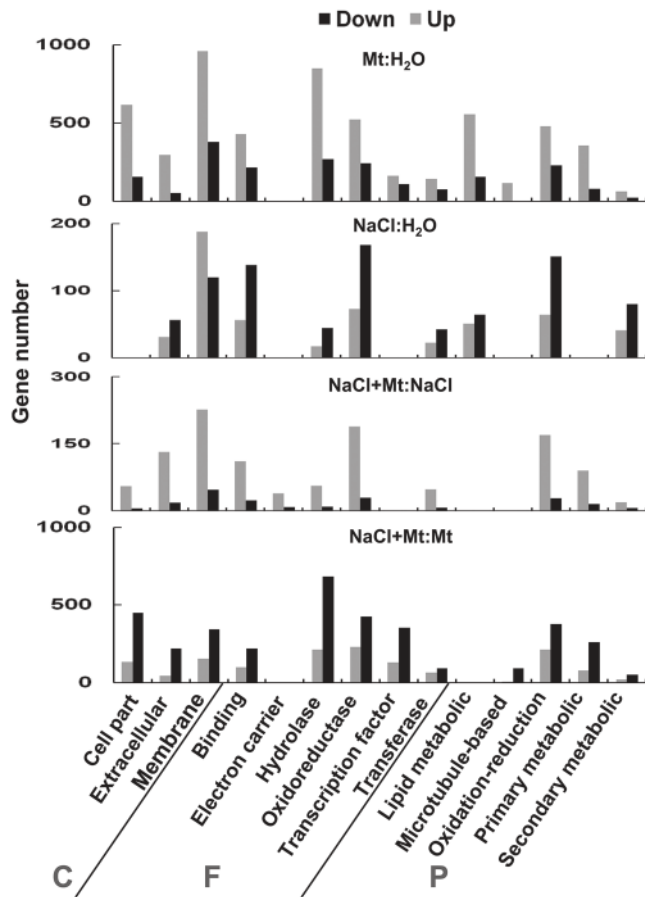 Down Up
Mt:H₂O
1000
500
0
NaCl:H₂O
200
100
0
NaCl+Mt:NaCl
300
150
0
NaCl+Mt:Mt
1000
500
0
Gene number
Cell part
Extracellular
Membrane
Binding
Electron carrier
Hydrolase
Oxidoreductase
Transcription factor
Transferase
Lipid metabolic
Microtubule-based
Oxidation-reduction
Primary metabolic
Secondary metabolic
C F P